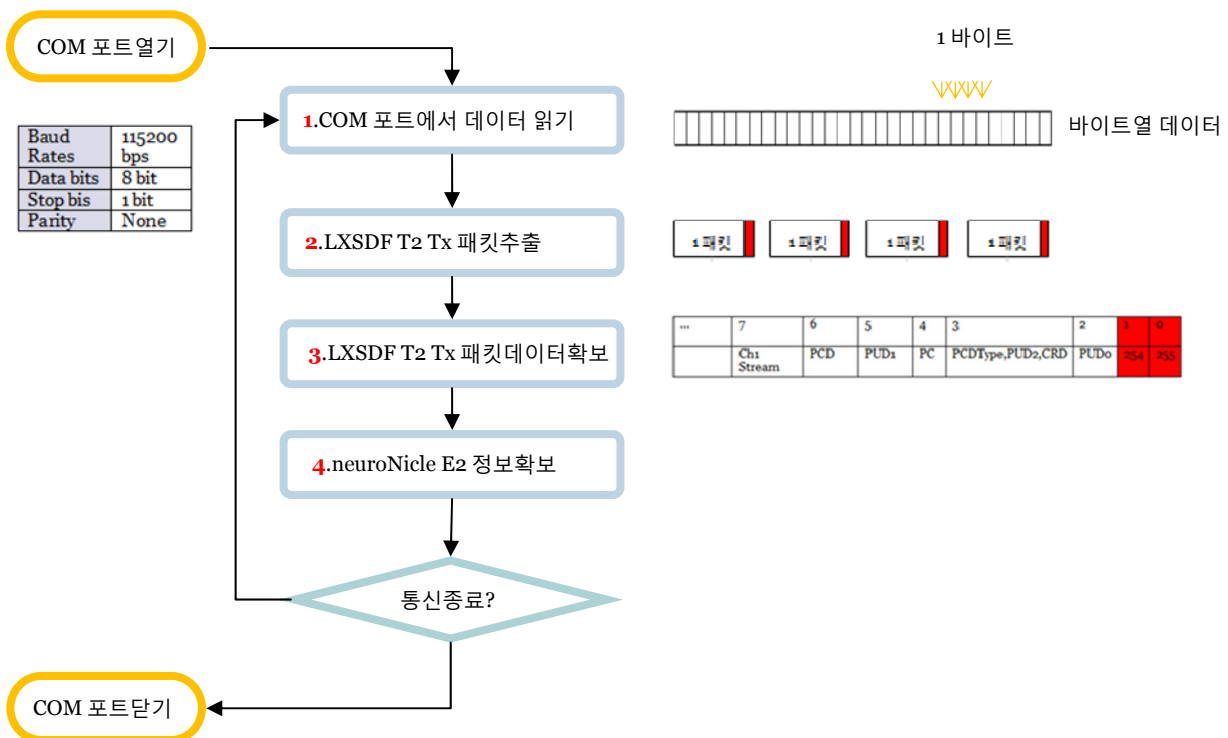 COM 포트열기
1 바이트
1.COM 포트에서 데이터 읽기
바이트열 데이터
Baud Rates 115200 bps
Data bits 8 bit
Stop bis 1 bit
Parity None
2.LXSDF T2 Tx 패킷추출
1 패킷 1 패킷 1 패킷 1 패킷
3.LXSDF T2 Tx 패킷데이터확보
... 7 6 5 4 3 2 1 0
Ch1 Stream PCD PUD1 PC PCDType,PUD2,CRD PUD0 254 255
4.neuroNicle E2 정보확보
통신종료?
COM 포트닫기